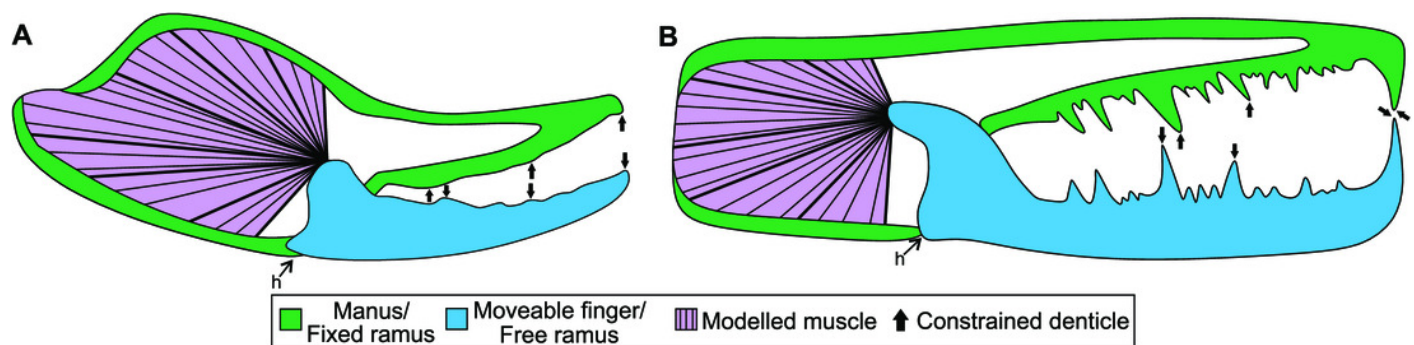 A
B
h
h
Manus/
Fixed ramus
Moveable finger/
Free ramus
Modelled muscle
Constrained denticle